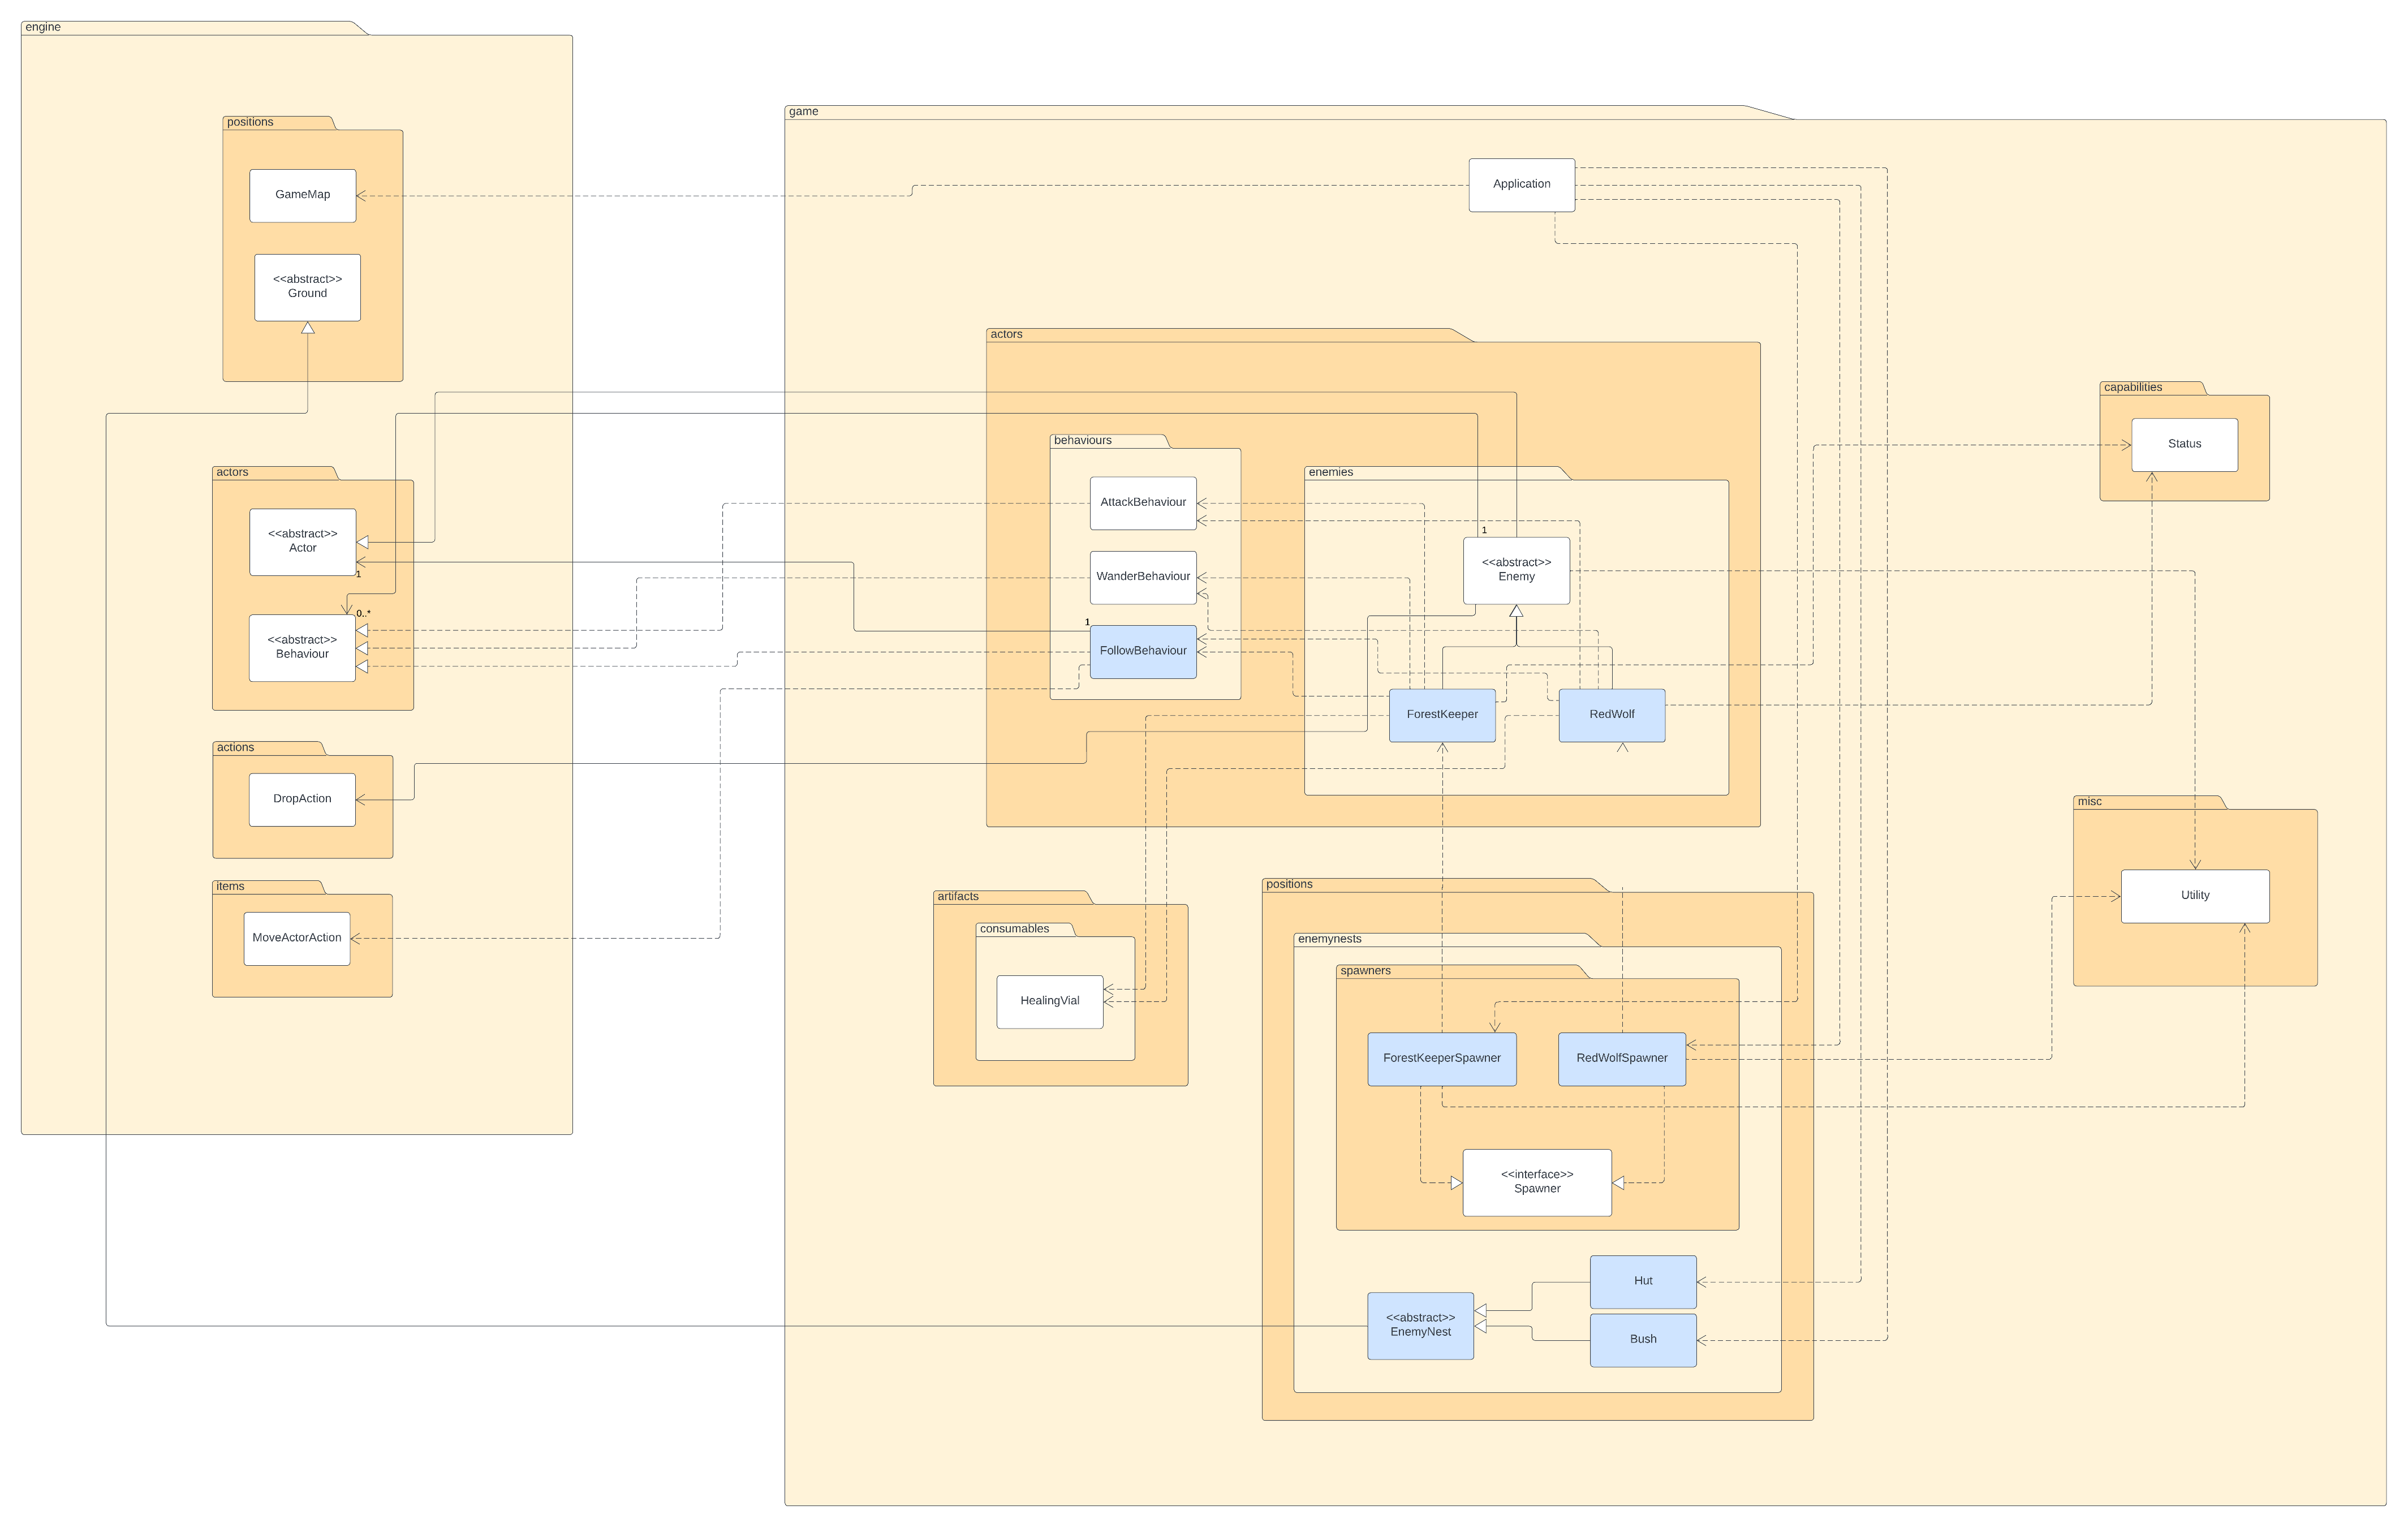 engine
positions
GameMap
<<abstract>>
Ground
actors
<<abstract>>
Actor
1
0..*
<<abstract>>
Behaviour
actions
DropAction
items
MoveActorAction
game
Application
actors
behaviours
AttackBehaviour
WanderBehaviour
1
FollowBehaviour
enemies
1
<<abstract>>
Enemy
ForestKeeper
RedWolf
capabilities
Status
misc
Utility
artifacts
consumables
HealingVial
positions
enemynests
spawners
ForestKeeperSpawner
RedWolfSpawner
<<interface>>
Spawner
Hut
<<abstract>>
EnemyNest
Bush